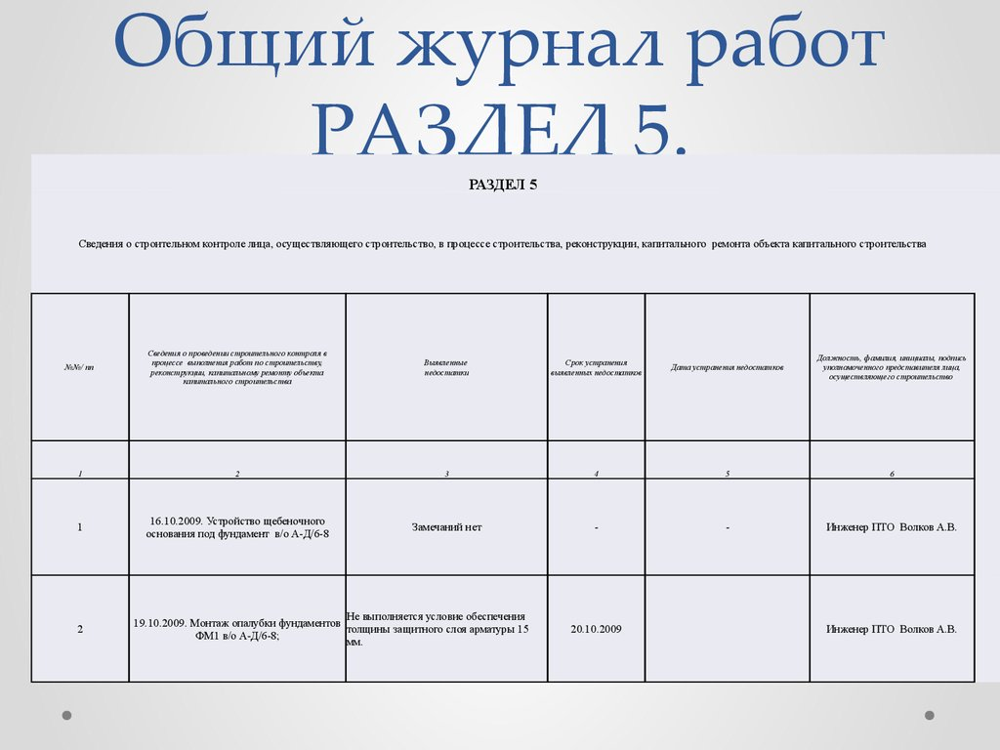 Общий журнал работ
РАЗДЕЛ 5.
РАЗДЕЛ 5
Сведения о строительном контроле лица, осуществляющего строительство, в процессе строительства, реконструкции, капитального ремонта объекта капитального строительства
№№/ пп
Сведения о проведении строительного контроля в
процессе выполнения работ по строительству,
реконструкции, капитальному ремонту объекта
капитального строительства
Выявленные
недостатки
Срок устранения
выявленных недостатков
Дата устранения недостатков
Должность, фамилия, инициалы, подпись
уполномоченного представителя лица,
осуществляющего строительство
1
2
3
4
5
6
1
16.10.2009. Устройство щебеночного
основания под фундамент в/о А-Д/6-8
Замечаний нет
-
-
Инженер ПТО Волков А.В.
2
19.10.2009. Монтаж опалубки фундаментов
ФМ1 в/о А-Д/6-8;
Не выполняется условие обеспечения
толщины защитного слоя арматуры 15
мм.
20.10.2009
Инженер ПТО Волков А.В.